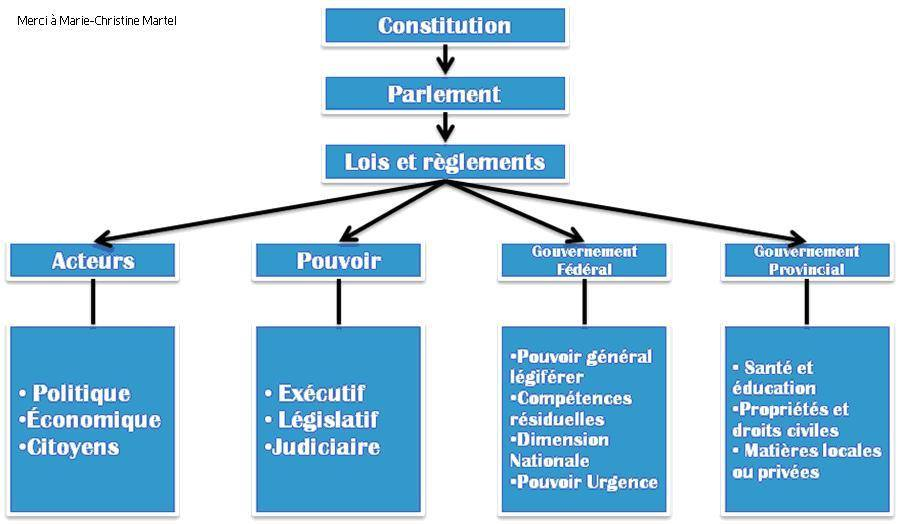 Merci à Marie-Christine Martel
Constitution
Parlement
Lois et règlements
Acteurs
Pouvoir
Gouvernement
Fédéral
Gouvernement
Provincial
• Politique
•Économique
•Citoyens
• Exécutif
• Législatif
•Judiciaire
•Pouvoir général
légiférer
•Compétences
résiduelles
•Dimension
Nationale
•Pouvoir Urgence
• Santé et
éducation
•Propriétés et
droits civiles
• Matières locales
ou privées